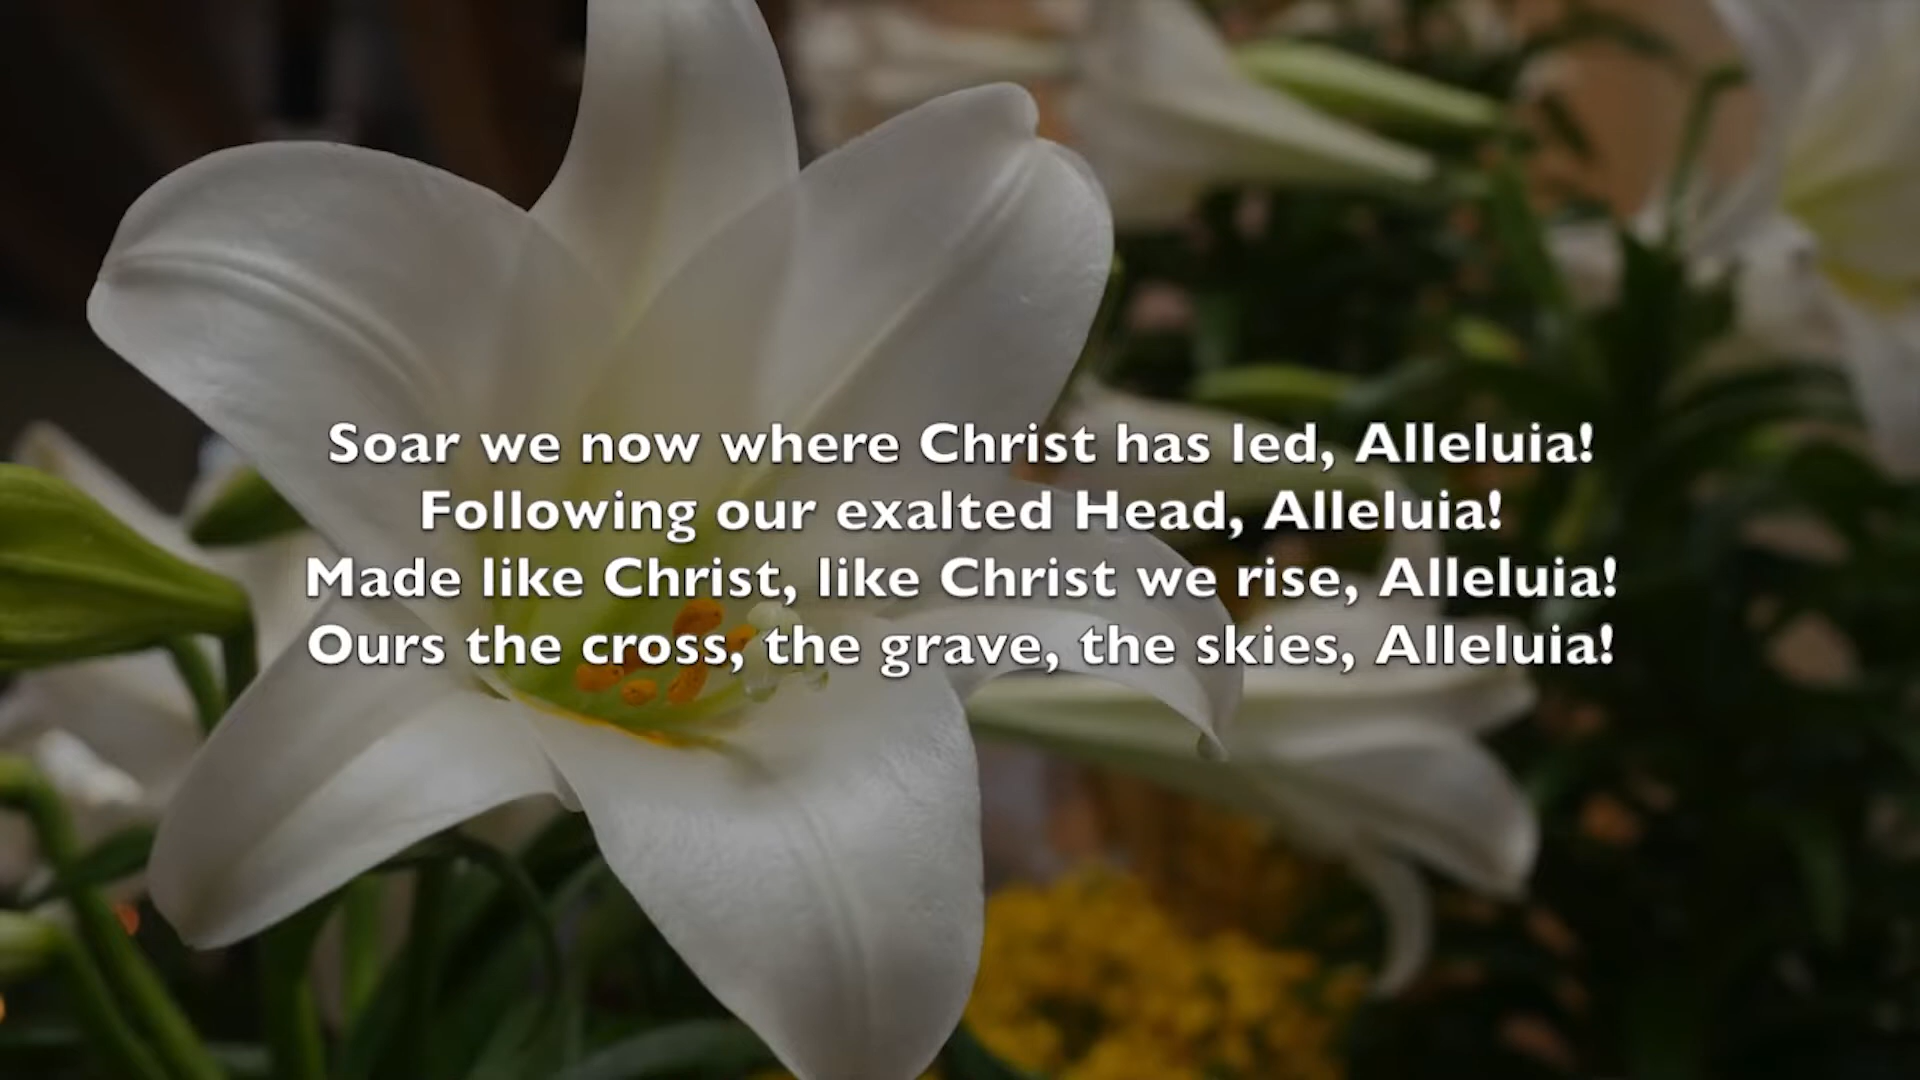 Soar we now where Christ has led, Alleluia!
Following our exalted Head, Alleluia!
Made like Christ, like Christ we rise, Alleluia!
Ours the cross, the grave, the skies, Alleluia!